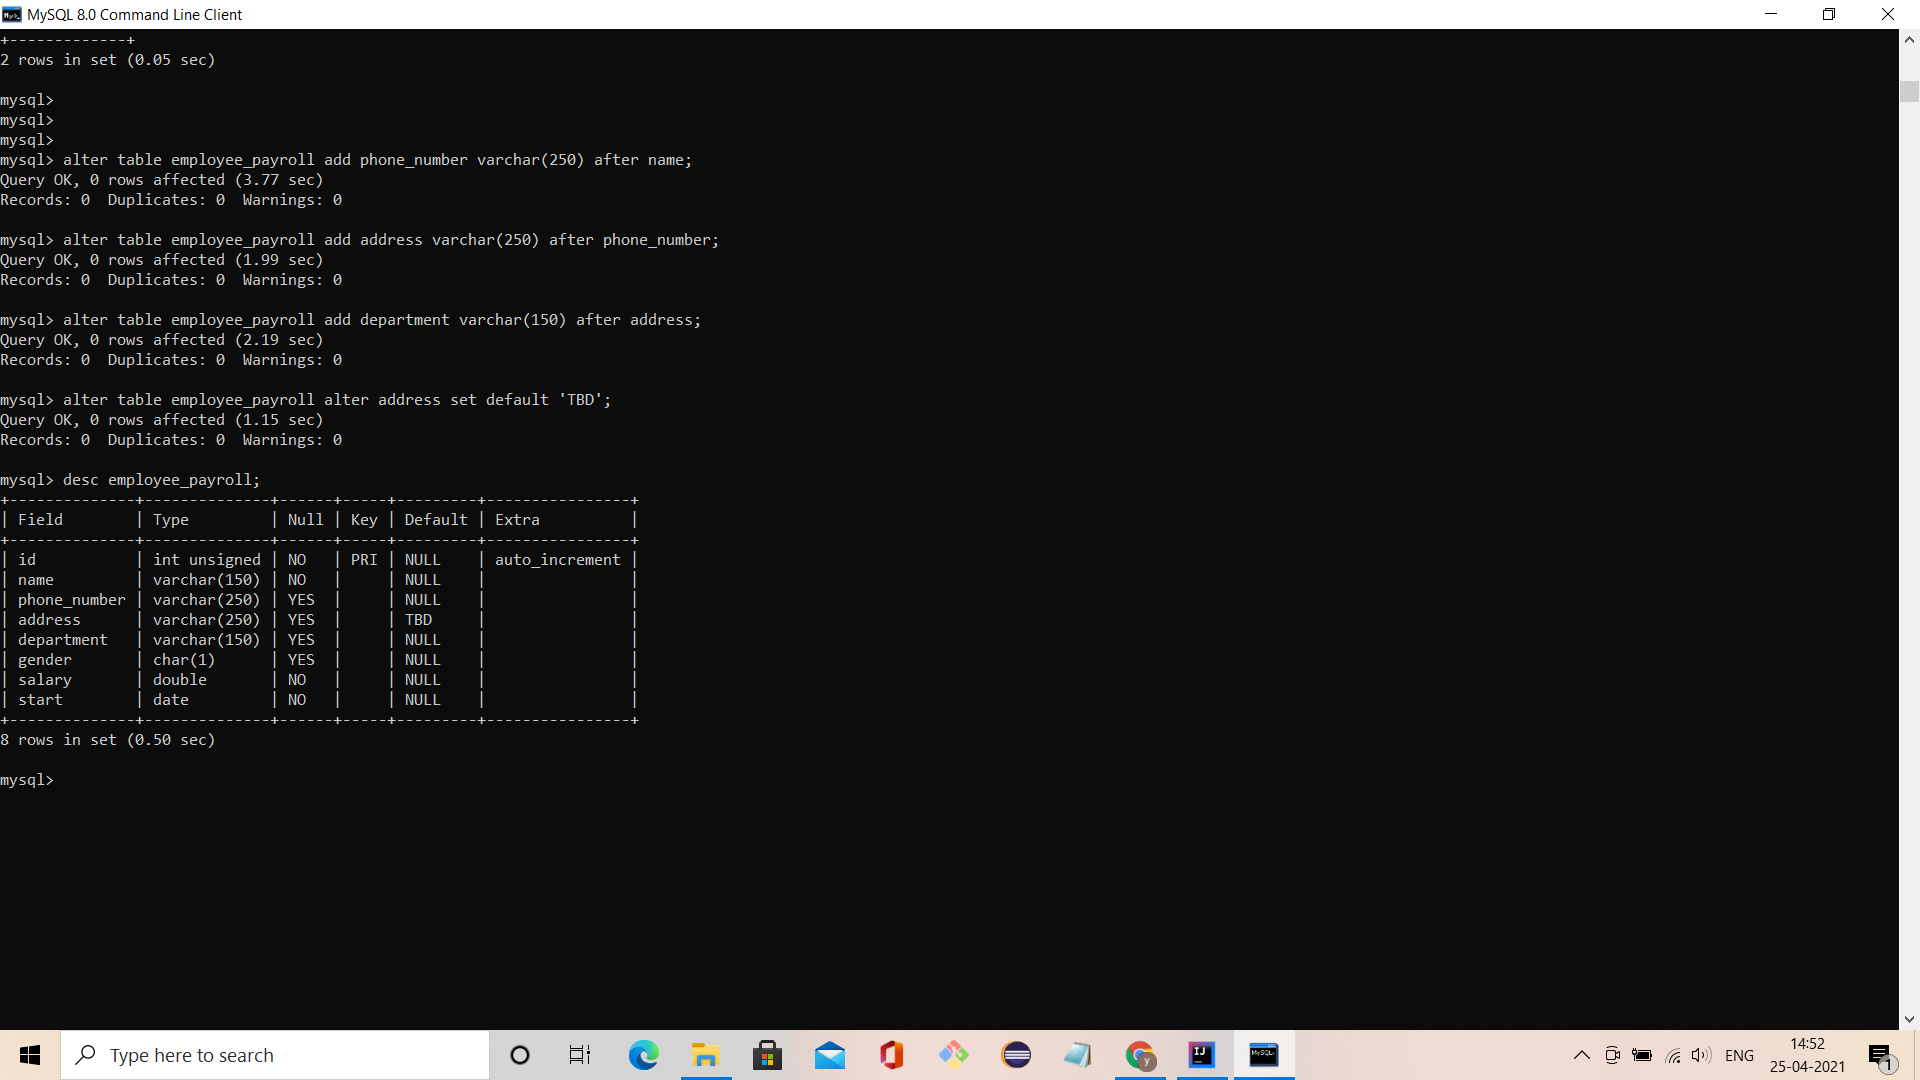 MySQL 8.0 Command Line Client
+-------------+
2 rows in set (0.05 sec)
mysql>
mysql>
mysql>
mysql> alter table employee_payroll add phone_number varchar(250) after name;
Query OK, 0 rows affected (3.77 sec)
Records: 0  Duplicates: 0  Warnings: 0
mysql> alter table employee_payroll add address varchar(250) after phone_number;
Query OK, 0 rows affected (1.99 sec)
Records: 0  Duplicates: 0  Warnings: 0
mysql> alter table employee_payroll add department varchar(150) after address;
Query OK, 0 rows affected (2.19 sec)
Records: 0  Duplicates: 0  Warnings: 0
mysql> alter table employee_payroll alter address set default 'TBD';
Query OK, 0 rows affected (1.15 sec)
Records: 0  Duplicates: 0  Warnings: 0
mysql> desc employee_payroll;
+--------------+--------------+------+-----+---------+----------------+
| Field        | Type         | Null | Key | Default | Extra          |
+--------------+--------------+------+-----+---------+----------------+
| id           | int unsigned | NO   | PRI | NULL    | auto_increment |
| name         | varchar(150) | NO   |     | NULL    |                |
| phone_number | varchar(250) | YES  |     | NULL    |                |
| address      | varchar(250) | YES  |     | TBD     |                |
| department   | varchar(150) | YES  |     | NULL    |                |
| gender       | char(1)      | YES  |     | NULL    |                |
| salary       | double       | NO   |     | NULL    |                |
| start        | date         | NO   |     | NULL    |                |
+--------------+--------------+------+-----+---------+----------------+
8 rows in set (0.50 sec)
mysql>
Type here to search
y
IJ
MySQL
ENG
14:52
25-04-2021
1